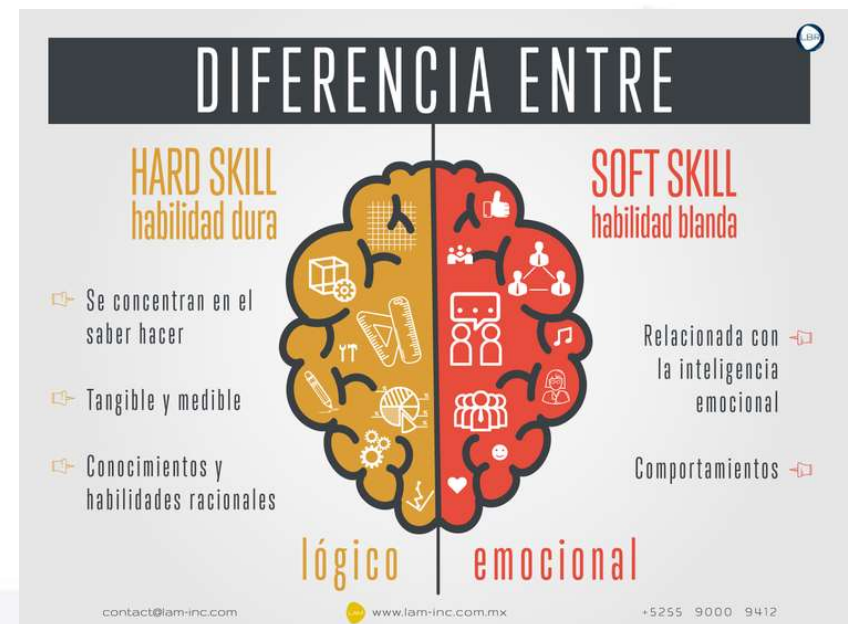 LBR
DIFERENCIA ENTRE
HARD SKILL
habilidad dura
Se concentran en el
saber hacer
Tangible y medible
Conocimientos y
habilidades racionales
SOFT SKILL
habilidad blanda
Relacionada con
la inteligencia
emocional
Comportamientos
lógico
emocional
contact@lam-inc.com
www.lam-inc.com.mx
+5255 9000 9412